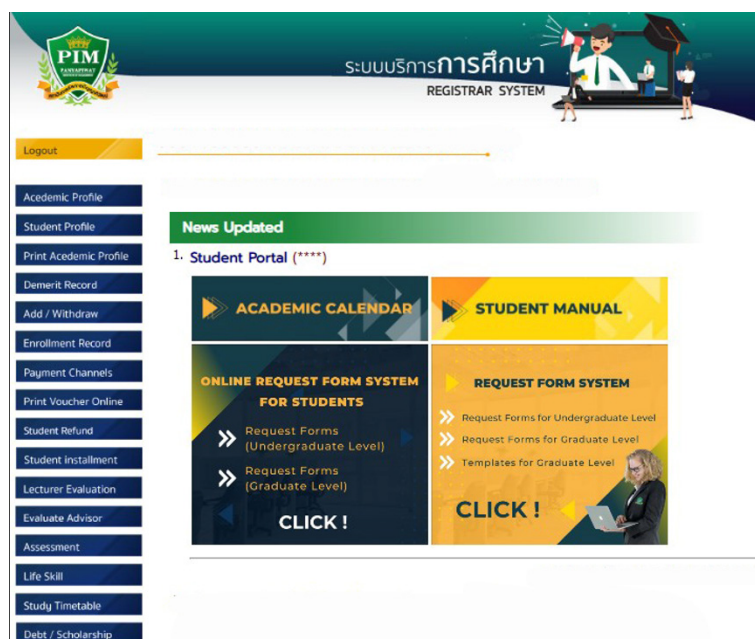 PIM
PANYAPIWAT
ระบบบริการการศึกษา
REGISTRAR SYSTEM
Logout
Acedemic Profile
Student Profile
Print Acedemic Profile
Demerit Record
Add / Withdraw
Enrollment Record
Payment Channels
Print Voucher Online
Student Refund
Student installment
Lecturer Evaluation
Evaluate Advisor
Assessment
Life Skill
Study Timetable
Debt / Scholarship
News Updated
1. Student Portal (****)
ACADEMIC CALENDAR
STUDENT MANUAL
ONLINE REQUEST FORM SYSTEM
FOR STUDENTS
Request Forms
(Undergraduate Level)
Request Forms
(Graduate Level)
CLICK !
REQUEST FORM SYSTEM
Request Forms for Undergraduate Level
Request Forms for Graduate Level
Templates for Graduate Level
CLICK !